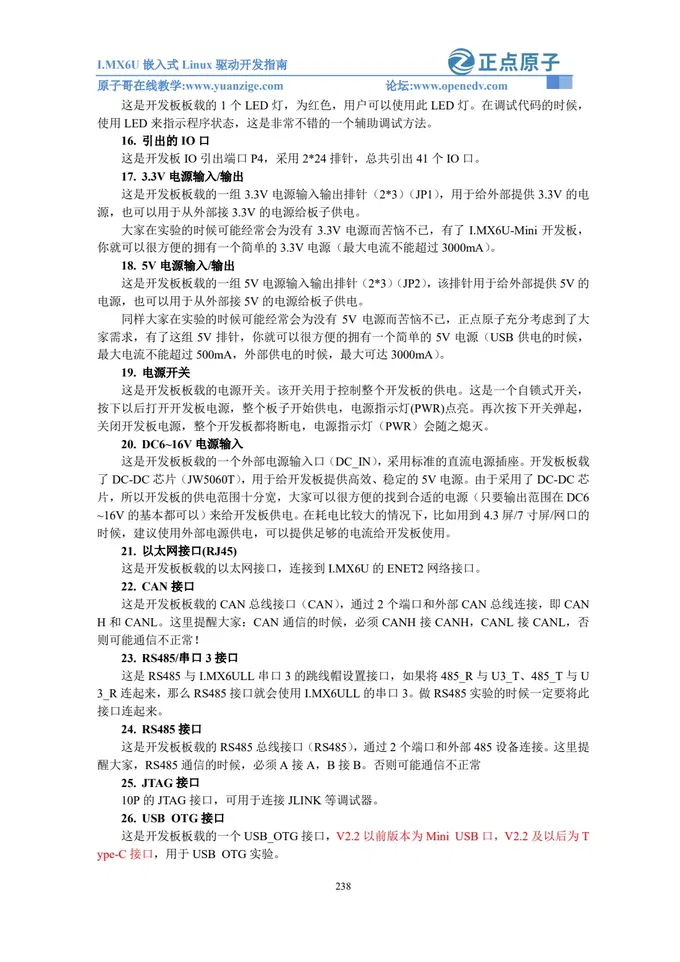 I.MX6U 嵌入式 Linux 驱动开发指南
正点原子
原子哥在线教学:www.yuanzige.com 论坛:www.openedv.com
这是开发板板载的 1 个 LED 灯，为红色，用户可以使用此 LED 灯。在调试代码的时候，
使用 LED 来指示程序状态，这是非常不错的一个辅助调试方法。
16. 引出的 IO 口
这是开发板 IO 引出端口 P4，采用 2*24 排针，总共引出 41 个 IO 口。
17. 3.3V 电源输入/输出
这是开发板板载的一组 3.3V 电源输入输出排针（2*3）（JP1），用于给外部提供 3.3V 的电
源，也可以用于从外部接 3.3V 的电源给板子供电。
大家在实验的时候可能经常会为没有 3.3V 电源而苦恼不已，有了 I.MX6U-Mini 开发板，
你就可以很方便的拥有一个简单的 3.3V 电源（最大电流不能超过 3000mA）。
18. 5V 电源输入/输出
这是开发板板载的一组 5V 电源输入输出排针（2*3）（JP2），该排针用于给外部提供 5V 的
电源，也可以用于从外部接 5V 的电源给板子供电。
同样大家在实验的时候可能经常会为没有 5V 电源而苦恼不已，正点原子充分考虑到了大
家需求，有了这组 5V 排针，你就可以很方便的拥有一个简单的 5V 电源（USB 供电的时候，
最大电流不能超过 500mA，外部供电的时候，最大可达 3000mA）。
19. 电源开关
这是开发板板载的电源开关。该开关用于控制整个开发板的供电。这是一个自锁式开关，
按下以后打开开发板电源，整个板子开始供电，电源指示灯(PWR)点亮。再次按下开关弹起，
关闭开发板电源，整个开发板都将断电，电源指示灯（PWR）会随之熄灭。
20. DC6~16V 电源输入
这是开发板板载的一个外部电源输入口（DC_IN），采用标准的直流电源插座。开发板板载
了 DC-DC 芯片（JW5060T），用于给开发板提供高效、稳定的 5V 电源。由于采用了 DC-DC 芯
片，所以开发板的供电范围十分宽，大家可以很方便的找到合适的电源（只要输出范围在 DC6
~16V 的基本都可以）来给开发板供电。在耗电比较大的情况下，比如用到 4.3 屏/7 寸屏/网口的
时候，建议使用外部电源供电，可以提供足够的电流给开发板使用。
21. 以太网接口(RJ45)
这是开发板板载的以太网接口，连接到 I.MX6U 的 ENET2 网络接口。
22. CAN 接口
这是开发板板载的 CAN 总线接口（CAN），通过 2 个端口和外部 CAN 总线连接，即 CAN
H 和 CANL。这里提醒大家：CAN 通信的时候，必须 CANH 接 CANH，CANL 接 CANL，否
则可能通信不正常！
23. RS485/串口 3 接口
这是 RS485 与 I.MX6ULL 串口 3 的跳线帽设置接口，如果将 485_R 与 U3_T、485_T 与 U
3_R 连起来，那么 RS485 接口就会使用 I.MX6ULL 的串口 3。做 RS485 实验的时候一定要将此
接口连起来。
24. RS485 接口
这是开发板板载的 RS485 总线接口（RS485），通过 2 个端口和外部 485 设备连接。这里提
醒大家，RS485 通信的时候，必须 A 接 A，B 接 B。否则可能通信不正常
25. JTAG 接口
10P 的 JTAG 接口，可用于连接 JLINK 等调试器。
26. USB OTG 接口
这是开发板板载的一个 USB_OTG 接口，V2.2 以前版本为 Mini USB 口，V2.2 及以后为 T
ype-C 接口，用于 USB OTG 实验。
238